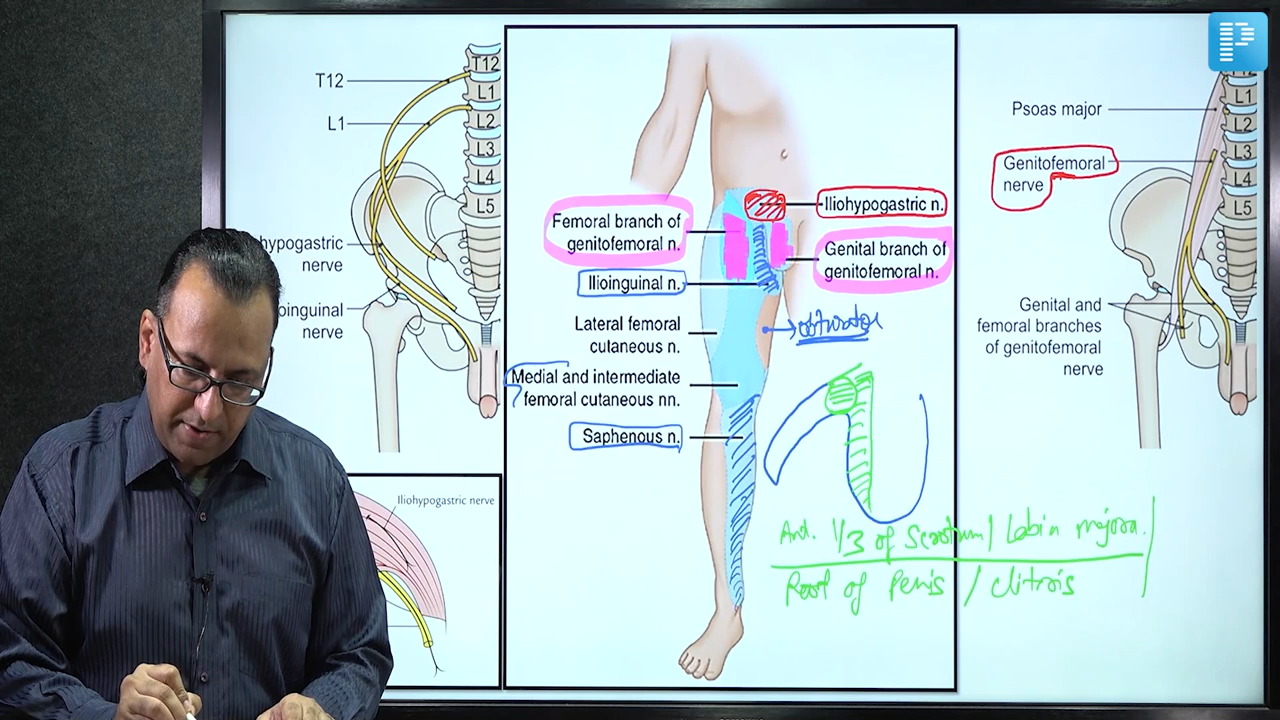 T12
L1
T12
L1
L2
L3
L4
L5
hypogastric
nerve
oinguinal
nerve
Iliohypogastric nerve
Femoral branch of
genitofemoral n.
Ilioinguinal n.
Lateral femoral
cutaneous n.
Medial and intermediate
femoral cutaneous nn.
Saphenous n.
Iliohypogastric n.
Genital branch of
genitofemoral n.
obturator
Ant. 1/3 of Scrotum / Labia majora.
Root of Penis / clitoris
P
Psoas major
Genitofemoral
nerve
Genital and
femoral branches
of genitofemoral
nerve
L1
L2
L3
L4
L5